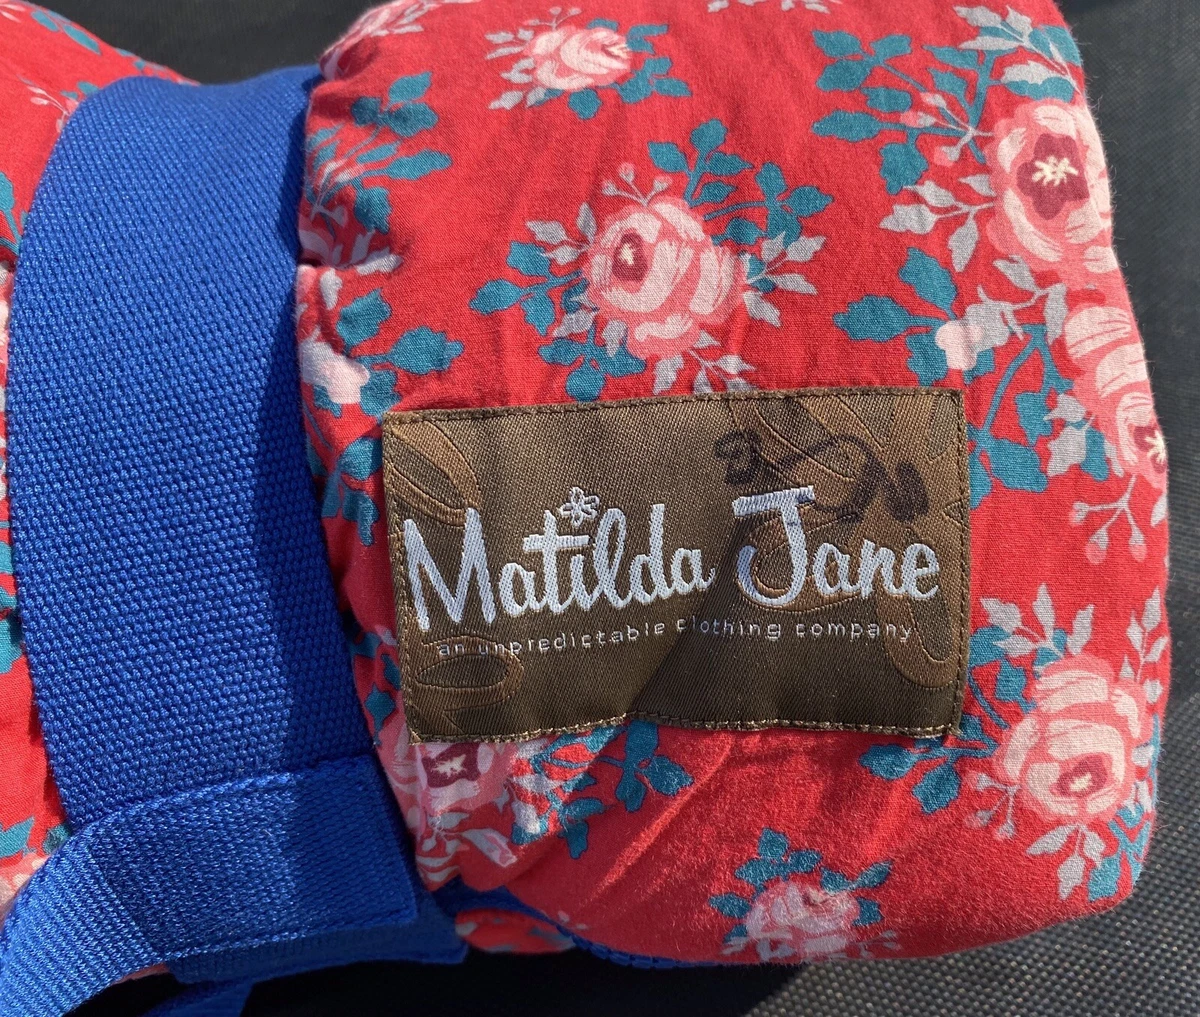 Matilda Jane
an unpredictable clothing company